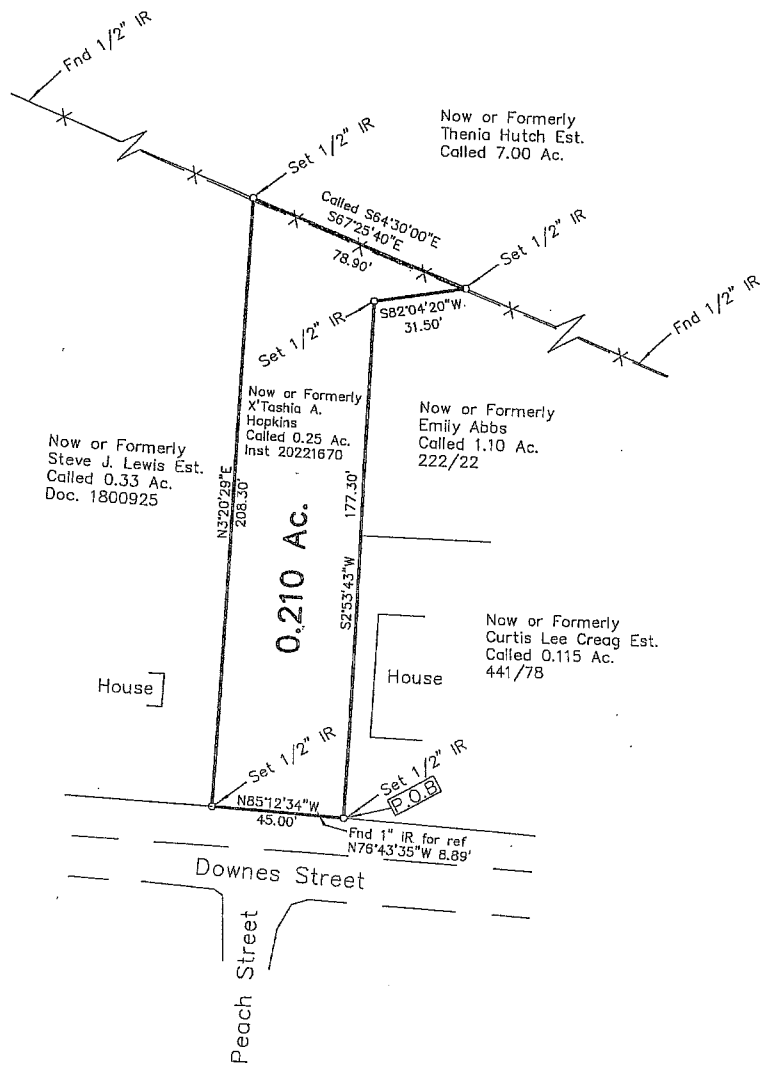 Fnd 1/2" IR
Now or Formerly
Thenia Hutch Est.
Called 7.00 Ac.
Set 1/2" IR
Called S64°30'00"E
S67°25'40"E
78.90'
Set 1/2" IR
Set 1/2" IR
S82°04'20"W
31.50'
Fnd 1/2" IR
Now or Formerly
X'Tashia A.
Hopkins
Called 0.25 Ac.
Inst 20221670
Now or Formerly
Emily Abbs
Called 1.10 Ac.
222/22
Now or Formerly
Steve J. Lewis Est.
Called 0.33 Ac.
Doc. 1800925
N3°20'29"E
208.30'
0.210 Ac.
177.30'
S2°53'43"W
Now or Formerly
Curtis Lee Creag Est.
Called 0.115 Ac.
441/78
House
House
Set 1/2" IR
Set 1/2" IR
P.O.B
N85°12'34"W
45.00'
Fnd 1" IR for ref
N76°43'35"W 8.89'
Downes Street
Peach Street